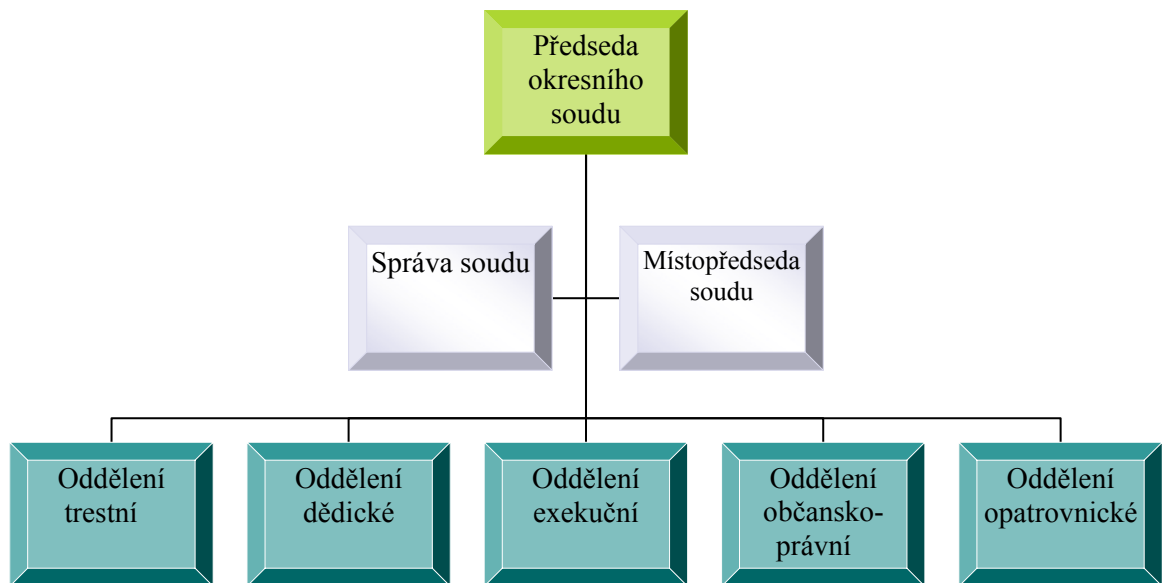 Předseda
okresního
soudu
Správa soudu
Místopředseda
soudu
Oddělení
trestní
Oddělení
dědické
Oddělení
exekuční
Oddělení
občansko-
právní
Oddělení
opatrovnické